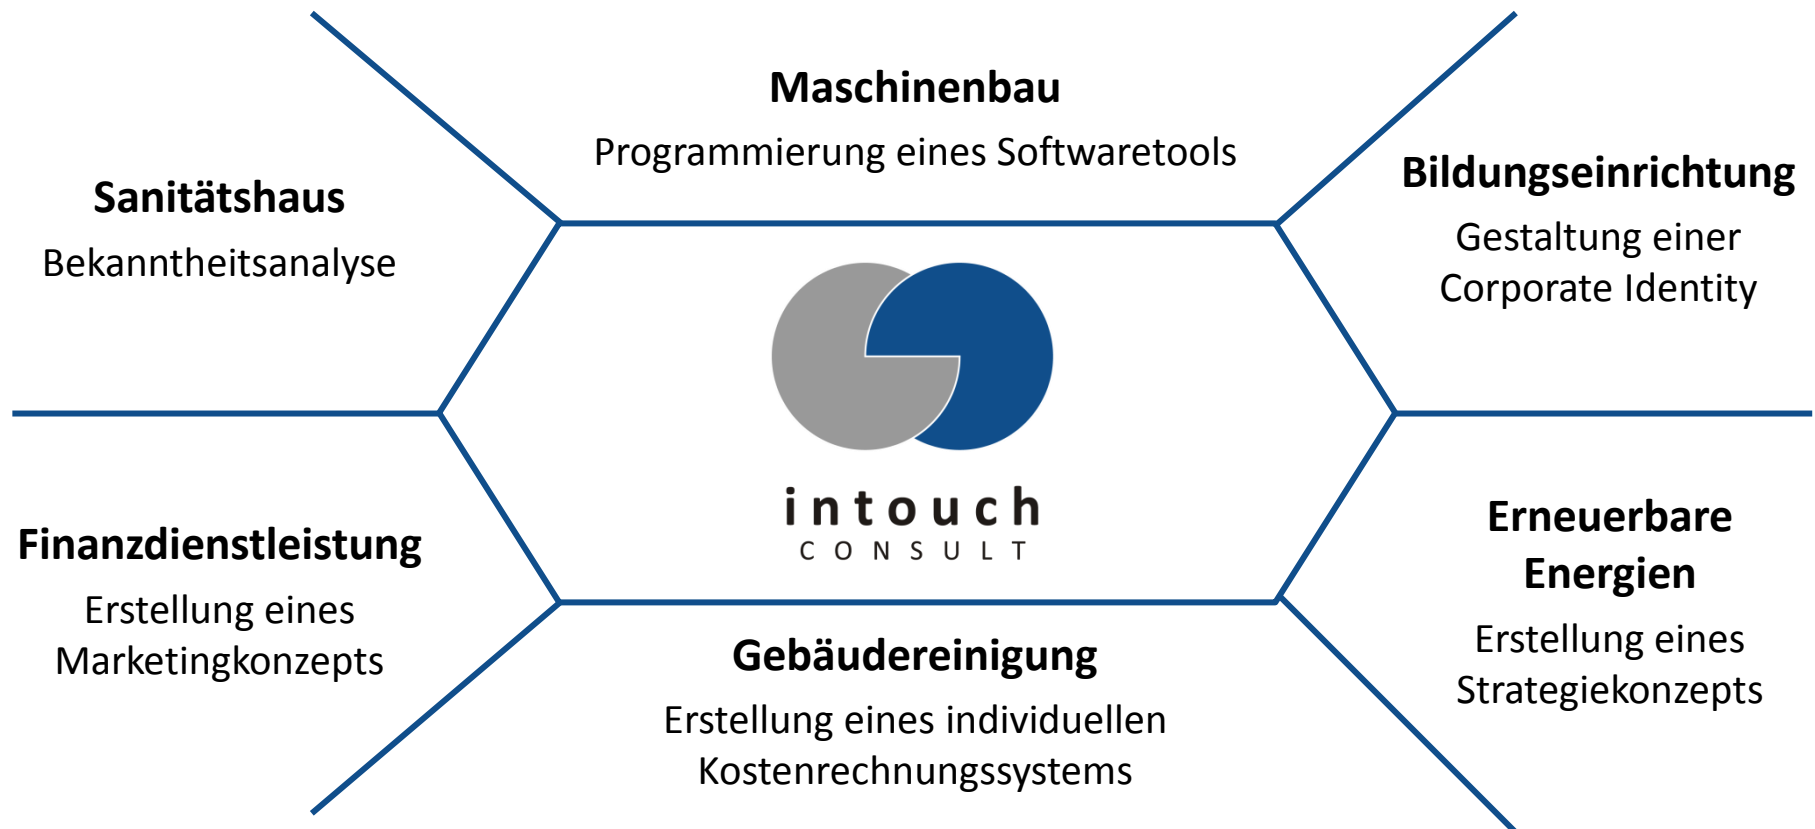 Maschinenbau
Programmierung eines Softwaretools
Sanitätshaus
Bekanntheitsanalyse
Bildungseinrichtung
Gestaltung einer
Corporate Identity
intouch
CONSULT
Finanzdienstleistung
Erstellung eines
Marketingkonzepts
Erneuerbare
Energien
Erstellung eines
Strategiekonzepts
Gebäudereinigung
Erstellung eines individuellen
Kostenrechnungssystems